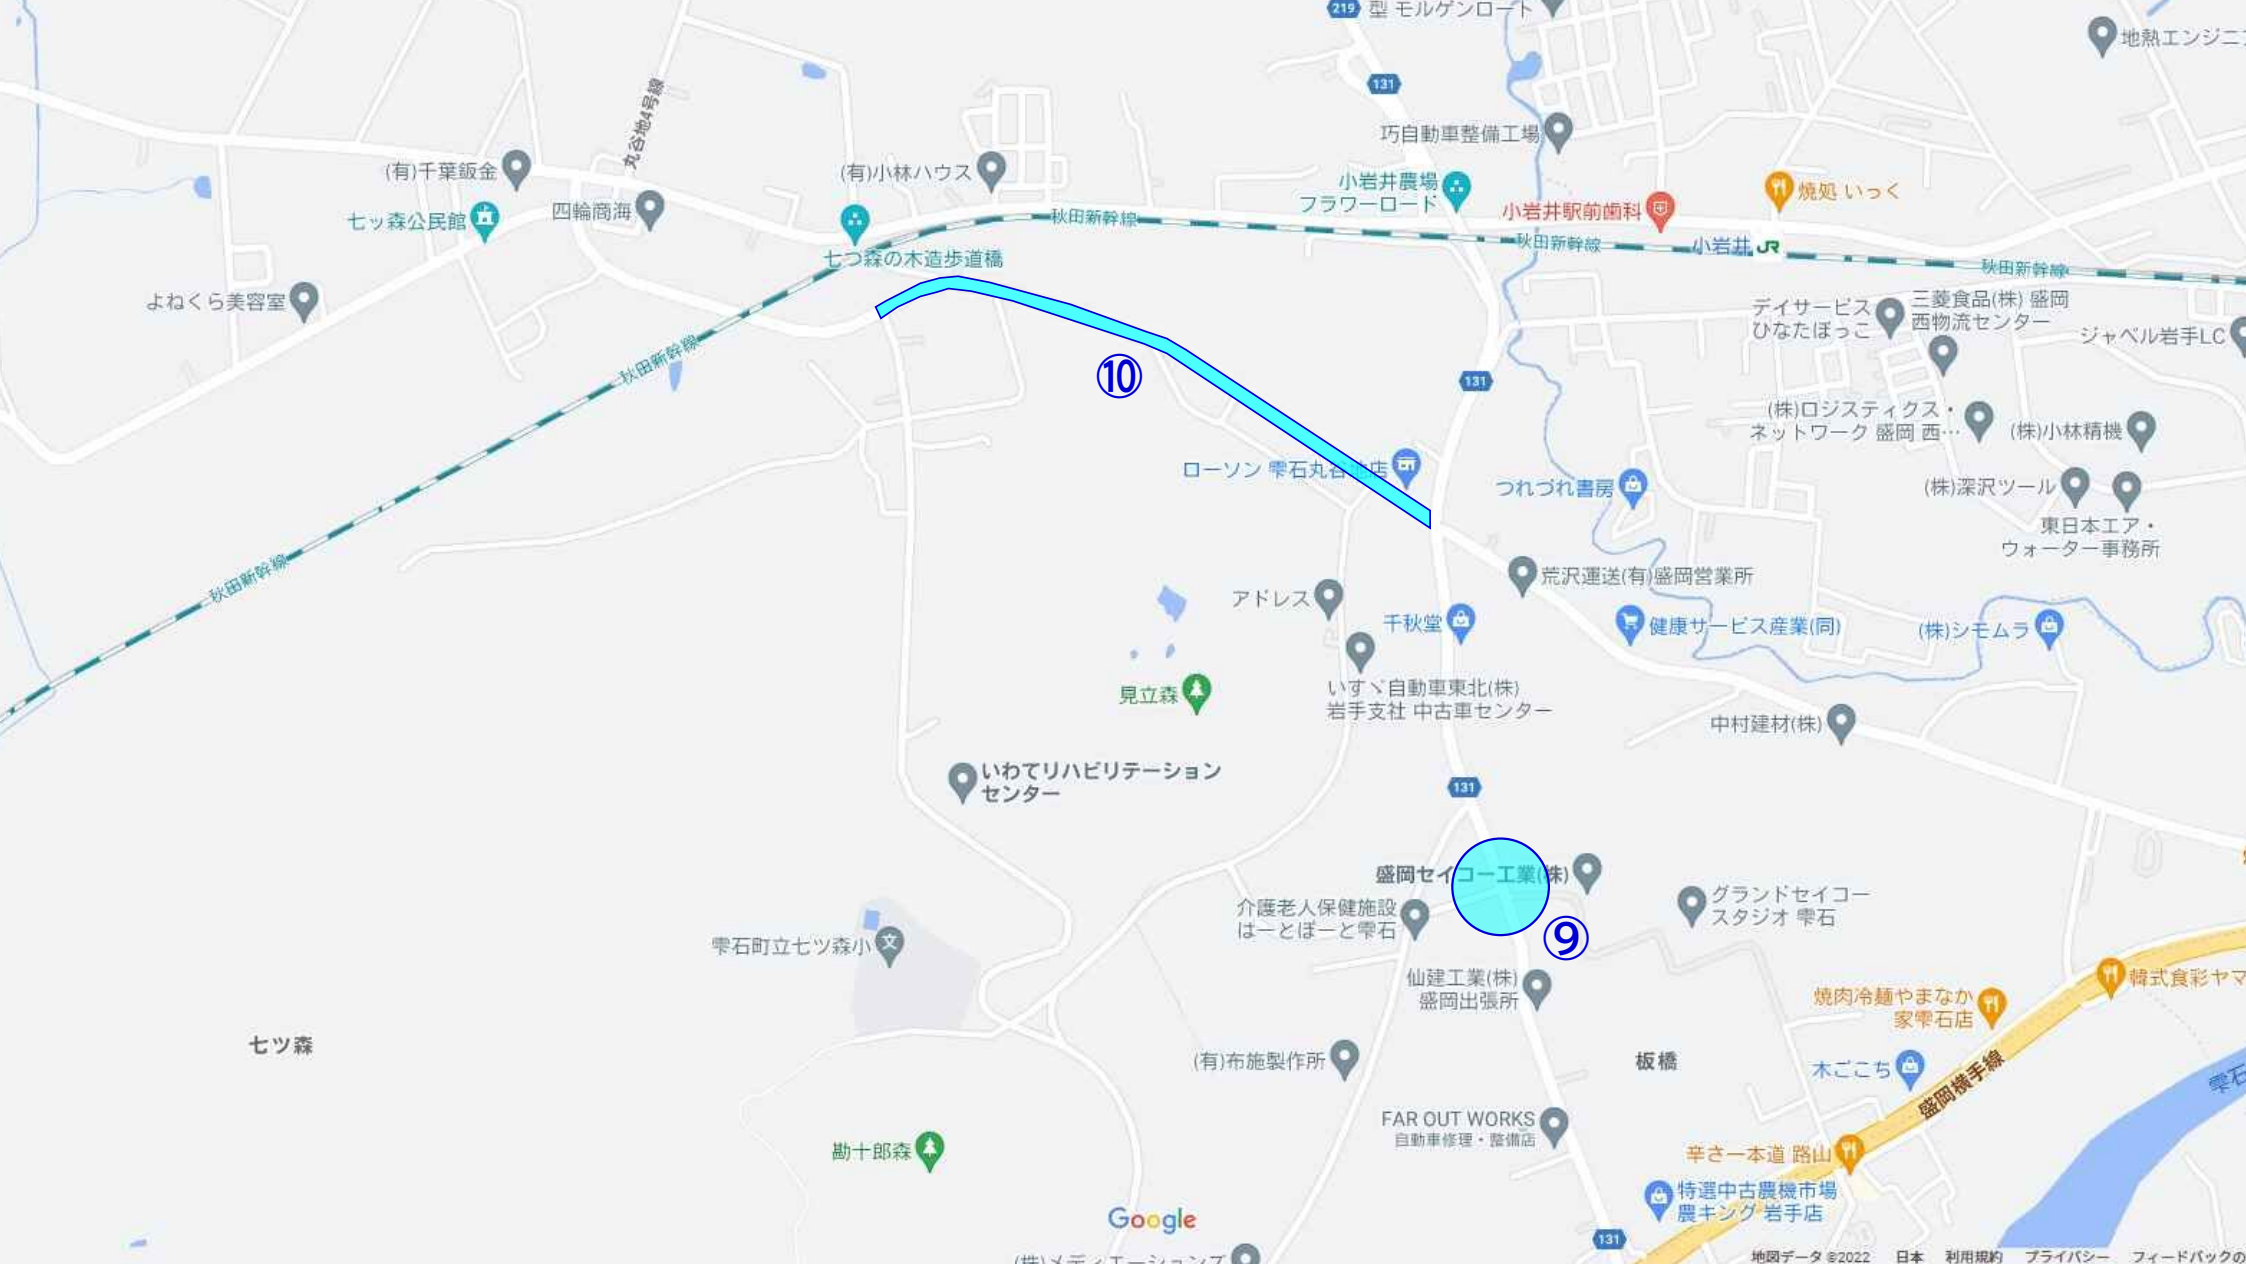 219
型 モルゲンロート
地熱エンジニ
131
丸谷地4号線
巧自動車整備工場
(有)千葉鈑金
(有)小林ハウス
小岩井農場
フラワーロード
焼処 いっく
七ッ森公民館
四輪商海
秋田新幹線
小岩井駅前歯科
秋田新幹線
小岩井
JR
七つ森の木造歩道橋
秋田新幹線
よねくら美容室
デイサービス
ひなたぼっこ
三菱食品(株) 盛岡
西物流センター
ジャペル岩手LC
秋田新幹線
⑩
131
(株)ロジスティクス・
ネットワーク 盛岡 西…
(株)小林精機
ローソン 雫石丸谷地店
つれづれ書房
(株)深沢ツール
東日本エア・
ウォーター事務所
秋田新幹線
荒沢運送(有)盛岡営業所
アドレス
千秋堂
健康サービス産業(同)
(株)シモムラ
見立森
いすゞ自動車東北(株)
岩手支社 中古車センター
中村建材(株)
いわてリハビリテーション
センター
131
盛岡セイコー工業(株)
介護老人保健施設
はーとぽーと雫石
グランドセイコー
スタジオ 雫石
⑨
雫石町立七ツ森小
仙建工業(株)
盛岡出張所
焼肉冷麺やまなか
家雫石店
韓式食彩ヤマ
七ツ森
(有)布施製作所
板橋
木ごこち
盛岡横手線
雫石
FAR OUT WORKS
自動車修理・整備店
勘十郎森
辛さ一本道 路山
特選中古農機市場
農キング 岩手店
Google
131
(株)メディエーションズ
地図データ ©2022 日本 利用規約 プライバシー フィードバックの